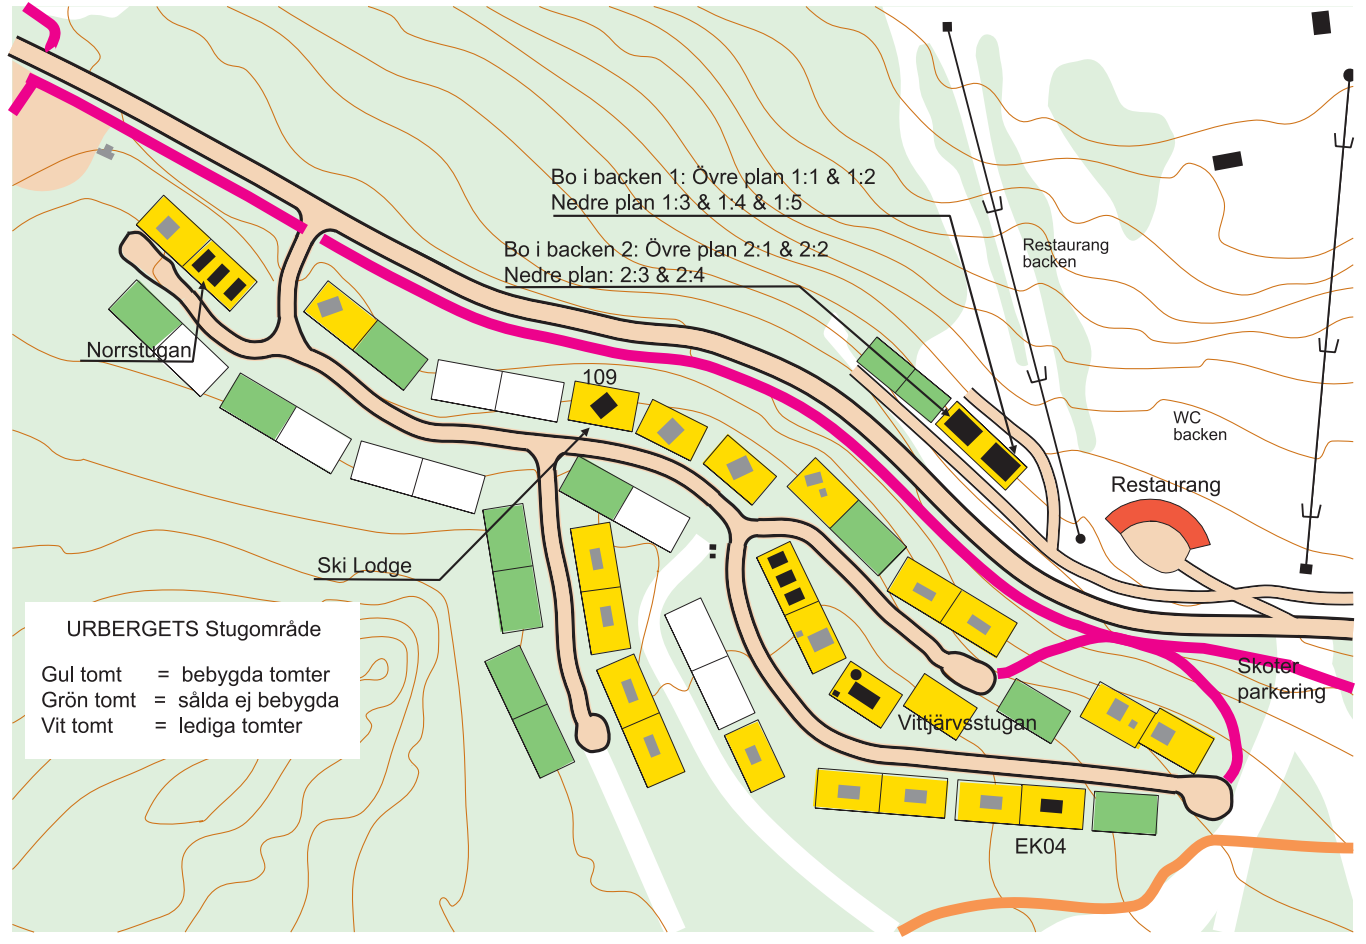 Bo i backen 1: Övre plan 1:1 & 1:2
Nedre plan 1:3 & 1:4 & 1:5
Bo i backen 2: Övre plan 2:1 & 2:2
Nedre plan: 2:3 & 2:4
Restaurang
backen
Norrstugan
109
WC
backen
Restaurang
Ski Lodge
URBERGETS Stugområde
Gul tomt = bebygda tomter
Grön tomt = sålda ej bebygda
Vit tomt = lediga tomter
Skoter
parkering
Vittjärvsstugan
EK04